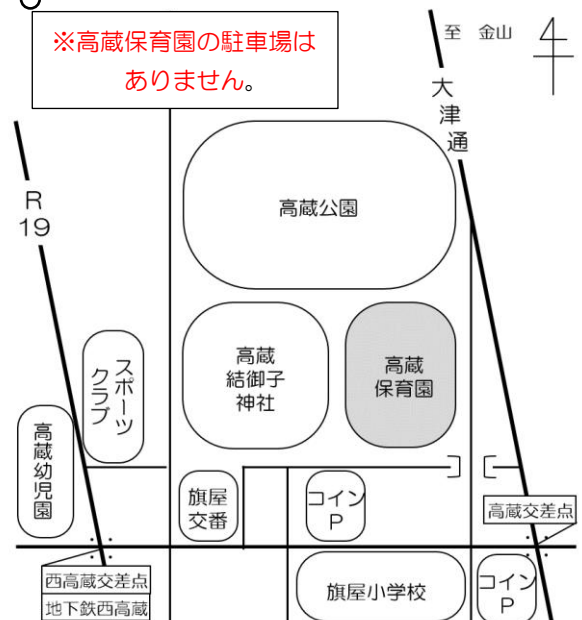 ※高蔵保育園の駐車場は
ありません。
至 金山
大津通
R
19
高蔵公園
スポーツ
クラブ
高蔵
結御子
神社
高蔵
保育園
高蔵幼児園
旗屋
交番
コイン
P
高蔵交差点
西高蔵交差点
地下鉄西高蔵
旗屋小学校
コイン
P